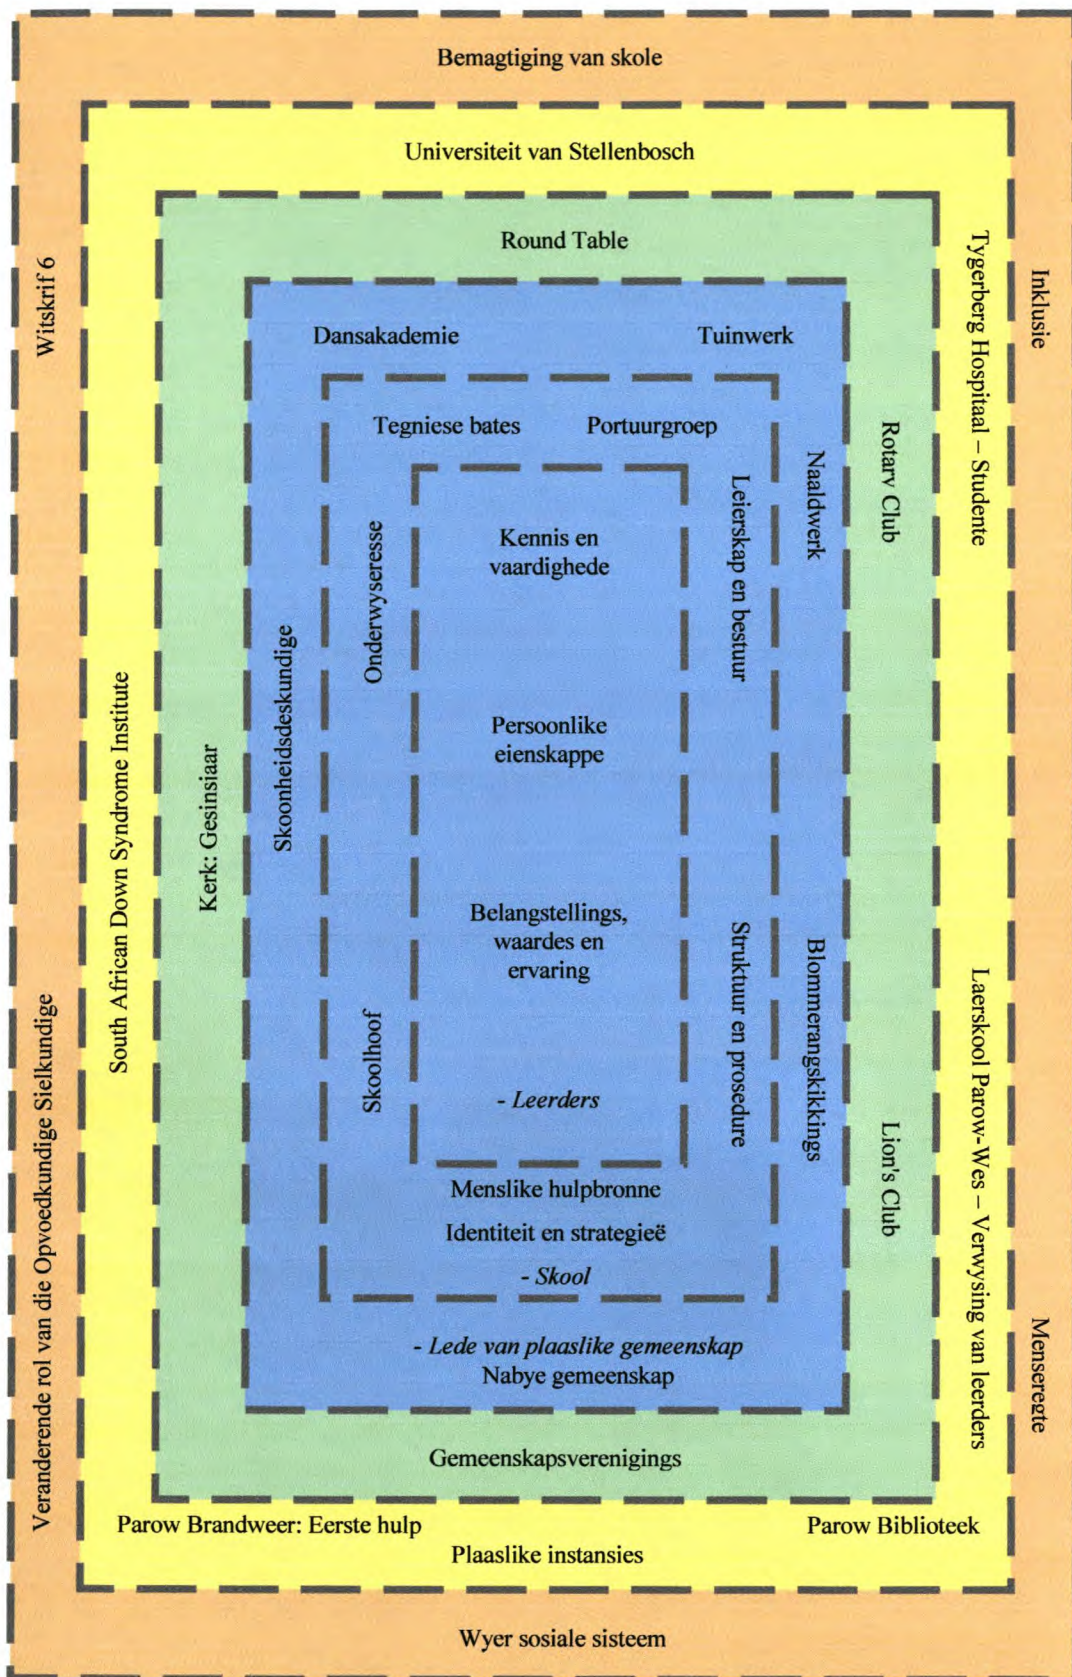 Bemagtiging van skole
Universiteit van Stellenbosch
Round Table
Witskrif 6
Tygerberg Hospitaal – Studente
Inklusie
Dansakademie
Tuinwerk
Tegniese bates
Portuurgroep
Naaldwerk
Rotary Club
Leierskap en bestuur
Onderwyseresse
Kennis en
vaardighede
Skoonheidsdeskundige
Persoonlike
eienskappe
South African Down Syndrome Institute
Kerk: Gesinsiaar
Belangstellings,
waardes en
ervaring
Struktuur en prosedure
Blommerangskikkings
Skoolhoof
Veranderende rol van die Opvoedkundige Sielkundige
- Leerders
Lion's Club
Laerskool Parow-Wes – Verwysing van leerders
Menseregte
Menslike hulpbronne
Identiteit en strategieë
- Skool
- Lede van plaaslike gemeenskap
Nabye gemeenskap
Gemeenskapsverenigings
Parow Brandweer: Eerste hulp
Parow Biblioteek
Plaaslike instansies
Wyer sosiale sisteem